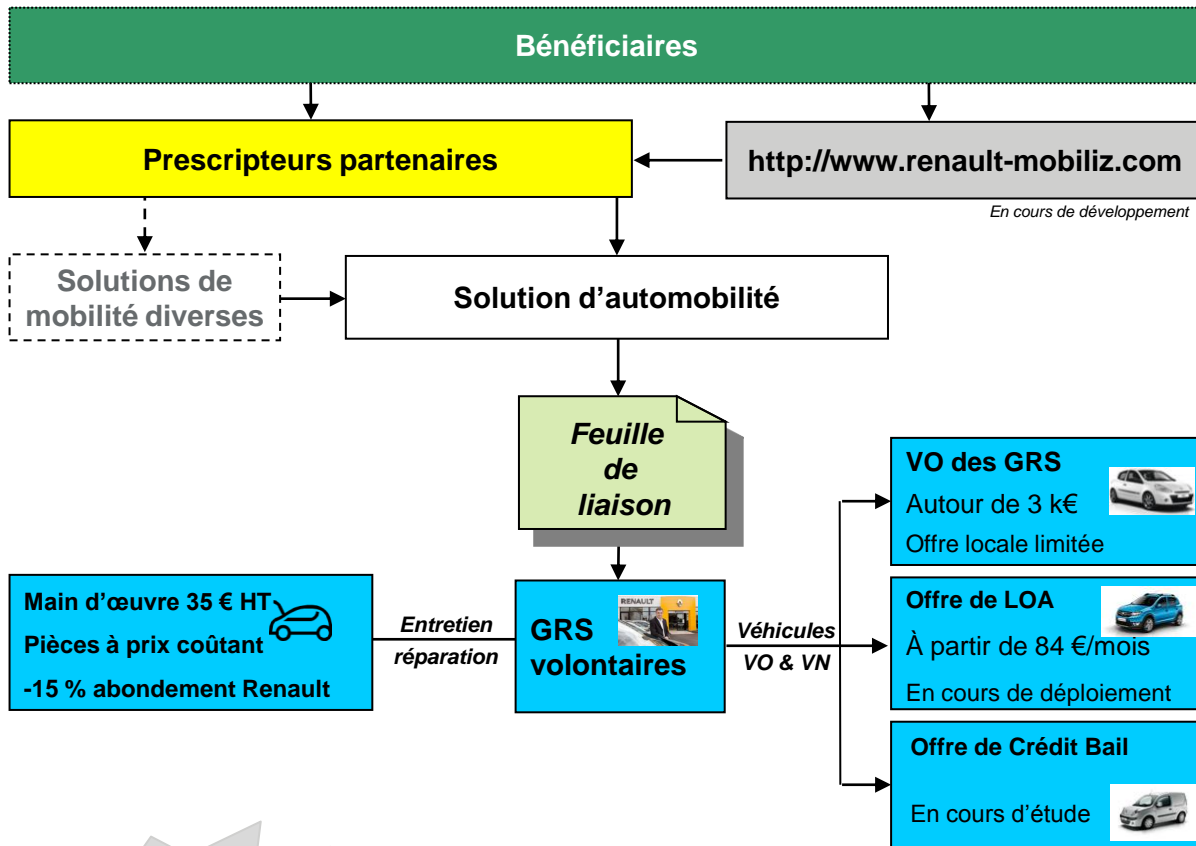 Bénéficiaires
Prescripteurs partenaires
http://www.renault-mobiliz.com
En cours de développement
Solutions de
mobilité diverses
Solution d’automobilité
Feuille
de
liaison
Main d’œuvre 35 € HT
Pièces à prix coûtant
-15 % abondement Renault
Entretien
réparation
RENAULT
GRS
volontaires
Véhicules
VO & VN
VO des GRS
Autour de 3 k€
Offre locale limitée
Offre de LOA
À partir de 84 €/mois
En cours de déploiement
Offre de Crédit Bail
En cours d’étude